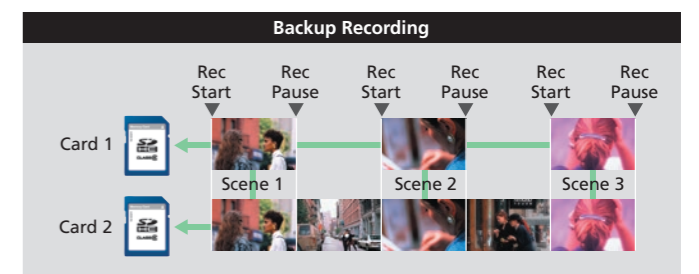 Backup Recording
Rec Start
Rec Pause
Rec Start
Rec Pause
Rec Start
Rec Pause
Card 1
Scene 1
Scene 2
Scene 3
Card 2